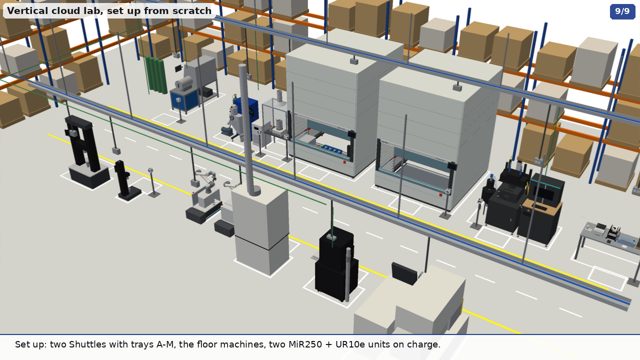 Vertical cloud lab, set up from scratch
9/9
Set up: two Shuttles with trays A-M, the floor machines, two MiR250 + UR10e units on charge.